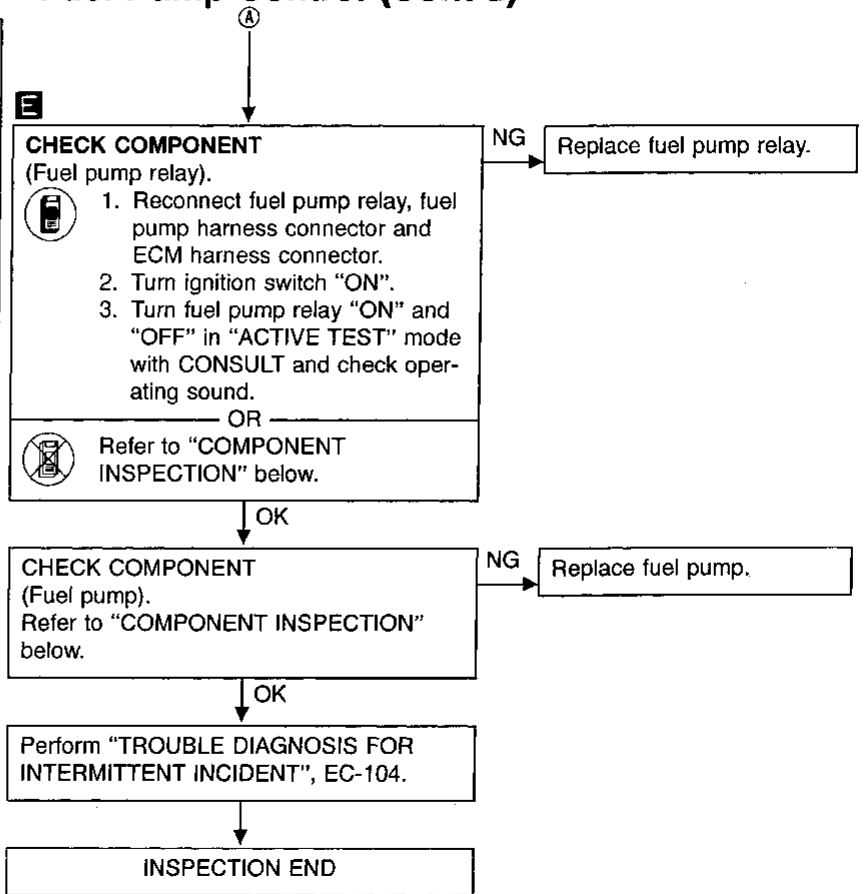 Ⓐ
E
CHECK COMPONENT
(Fuel pump relay).
1. Reconnect fuel pump relay, fuel
pump harness connector and
ECM harness connector.
2. Turn ignition switch “ON”.
3. Turn fuel pump relay “ON” and
“OFF” in “ACTIVE TEST” mode
with CONSULT and check oper-
ating sound.
OR
Refer to “COMPONENT
INSPECTION” below.
NG
Replace fuel pump relay.
OK
CHECK COMPONENT
(Fuel pump).
Refer to “COMPONENT INSPECTION”
below.
NG
Replace fuel pump.
OK
Perform “TROUBLE DIAGNOSIS FOR
INTERMITTENT INCIDENT”, EC-104.
INSPECTION END